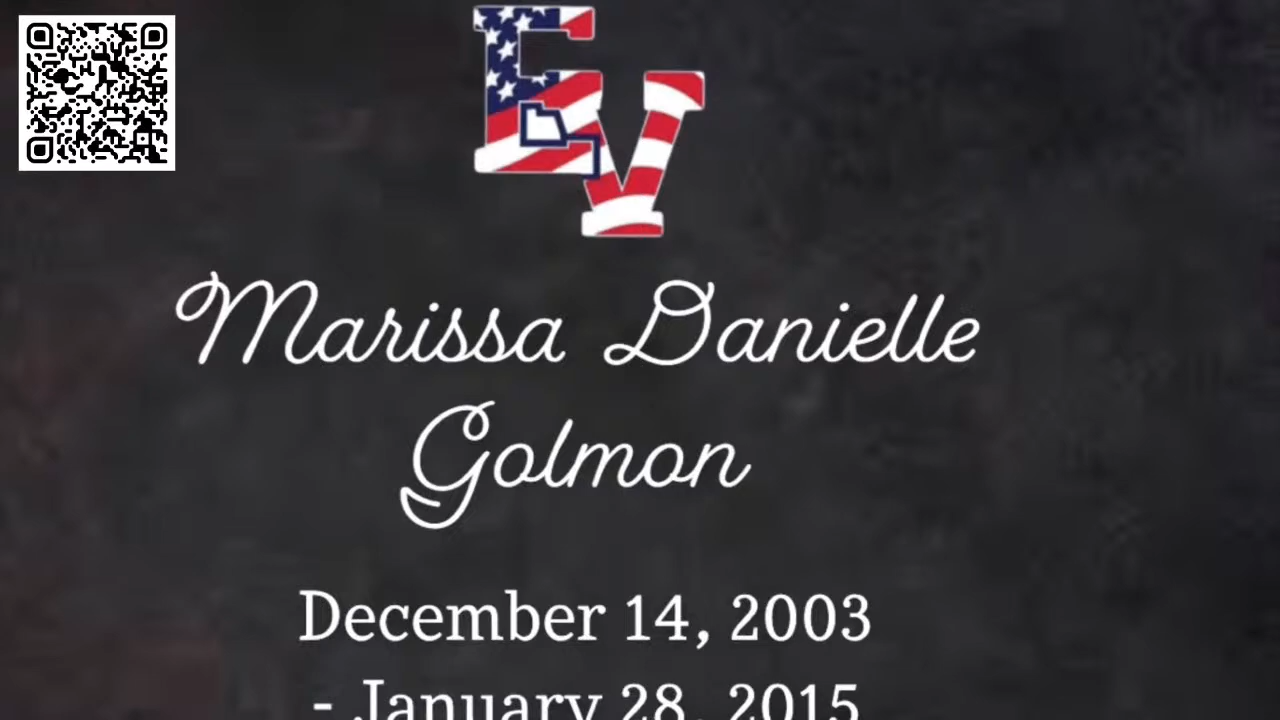 EV
Marissa Danielle
Golmon
December 14, 2003
- January 28, 2015